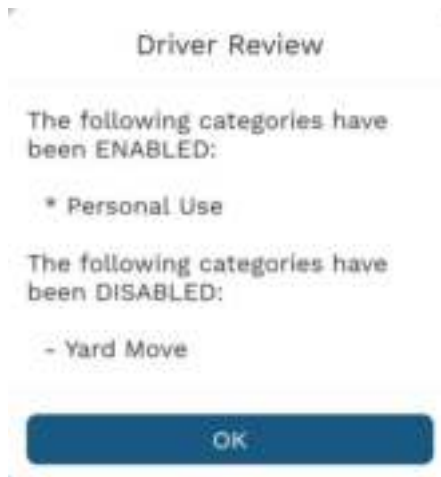 Driver Review
The following categories have
been ENABLED:
* Personal Use
The following categories have
been DISABLED:
- Yard Move
OK